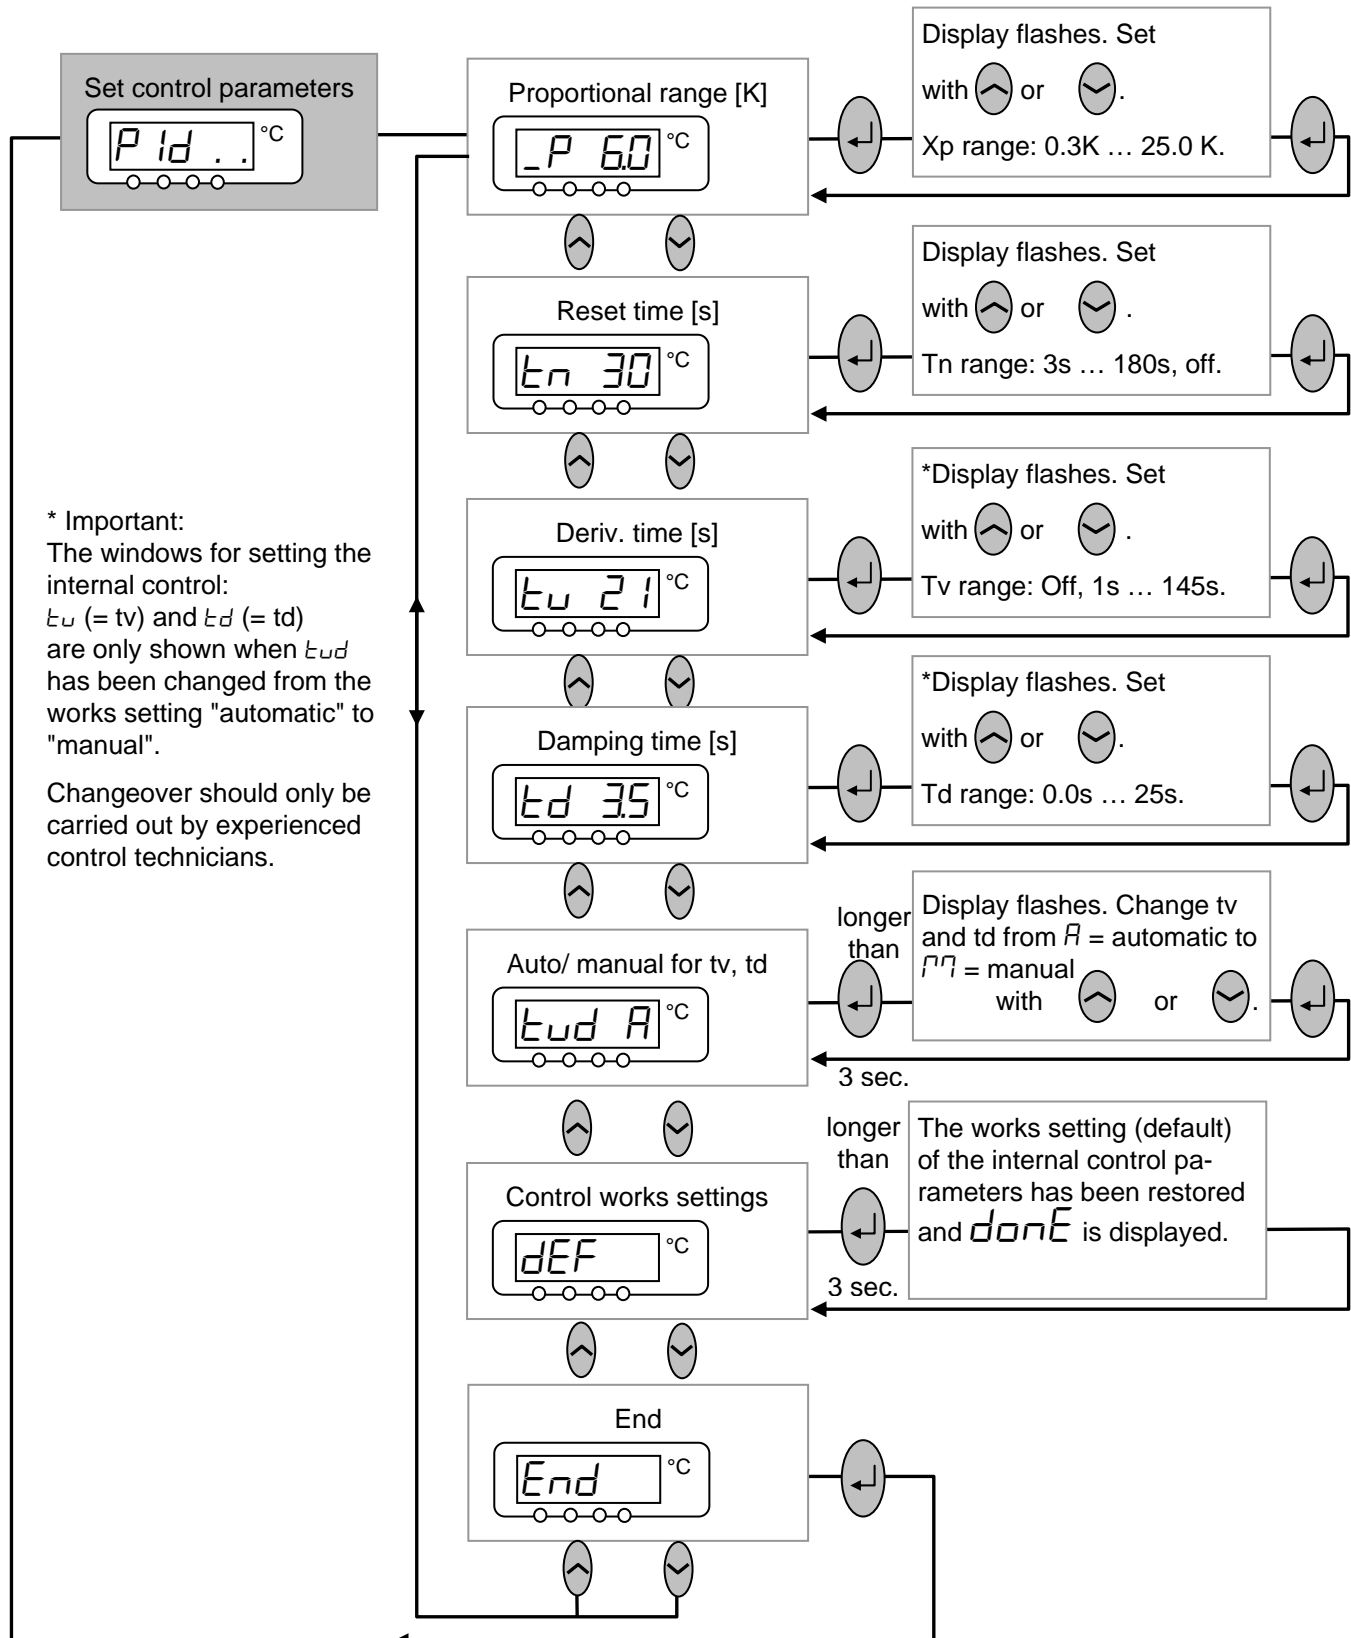 Set control parameters
PId .. °C
Proportional range [K]
_P 6.0 °C
Display flashes. Set
with or .
Xp range: 0.3K … 25.0 K.
Reset time [s]
tn 30 °C
Display flashes. Set
with or .
Tn range: 3s … 180s, off.
Deriv. time [s]
tu 21 °C
*Display flashes. Set
with or .
Tv range: Off, 1s … 145s.
* Important:
The windows for setting the
internal control:
tu (= tv) and td (= td)
are only shown when tud
has been changed from the
works setting "automatic" to
"manual".
Changeover should only be
carried out by experienced
control technicians.
Damping time [s]
td 3.5 °C
*Display flashes. Set
with or .
Td range: 0.0s … 25s.
Auto/ manual for tv, td
tud A °C
longer
than
3 sec.
Display flashes. Change tv
and td from A = automatic to
M = manual
with or .
Control works settings
dEF °C
longer
than
3 sec.
The works setting (default)
of the internal control pa-
rameters has been restored
and donE is displayed.
End
End °C